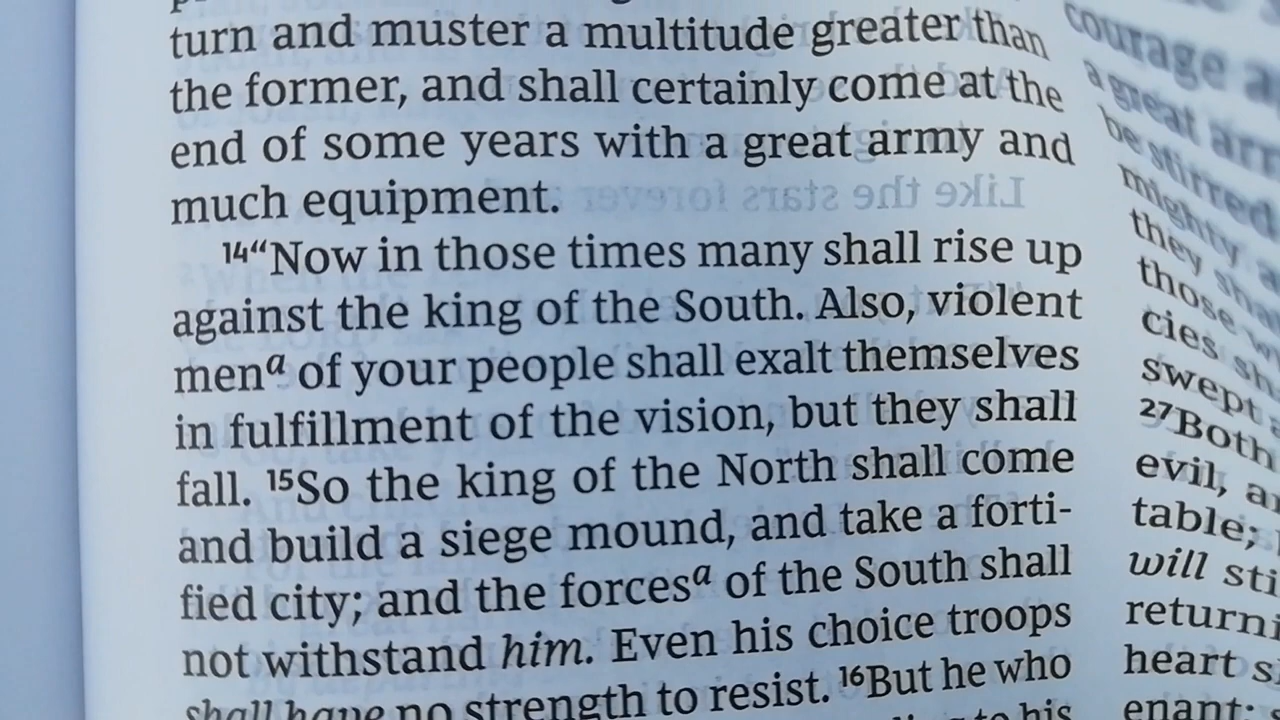 turn and muster a multitude greater than
the former, and shall certainly come at the
end of some years with a great army and
much equipment.
14“Now in those times many shall rise up
against the king of the South. Also, violent
menª of your people shall exalt themselves
in fulfillment of the vision, but they shall
fall. 15So the king of the North shall come
and build a siege mound, and take a forti-
fied city; and the forcesª of the South shall
not withstand him. Even his choice troops
shall have no strength to resist. 16But he who
to his
courage
a great
be stirred
mighty
they
those
cies
swept
27Both
evil,
table;
will
heart